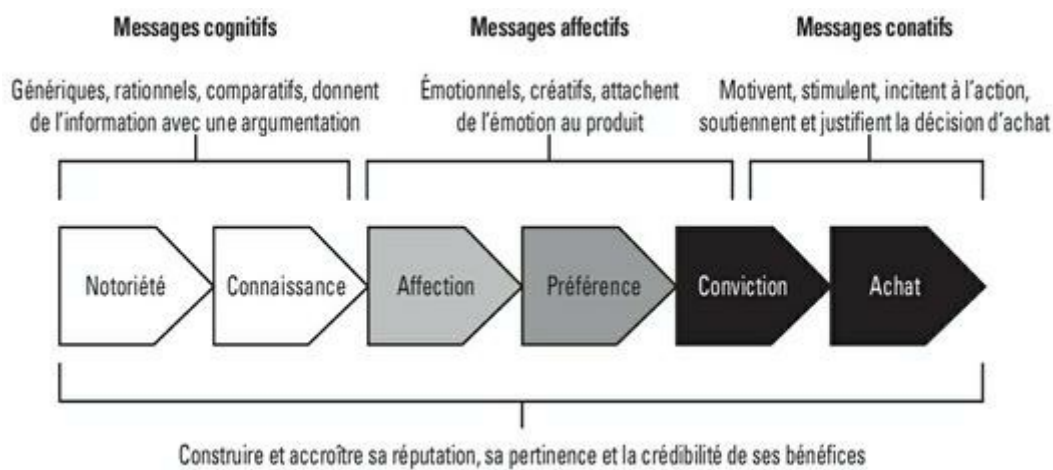 Messages cognitifs
Génériques, rationnels, comparatifs, donnent
de l'information avec une argumentation
Messages affectifs
Émotionnels, créatifs, attachent
de l'émotion au produit
Messages conatifs
Motivent, stimulent, incitent à l'action,
soutiennent et justifient la décision d'achat
Notoriété
Connaissance
Affection
Préférence
Conviction
Achat
Construire et accroître sa réputation, sa pertinence et la crédibilité de ses bénéfices